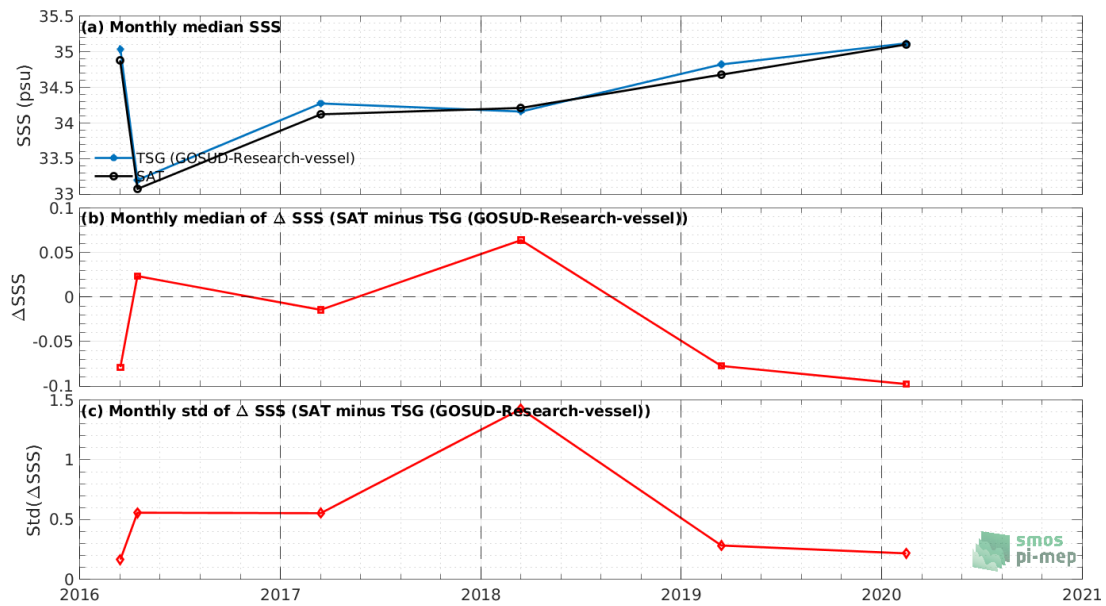 (a) Monthly median SSS
35.5
35
34.5
34
33.5
33
SSS (psu)
TSG (GOSUD-Research-vessel)
SAT
(b) Monthly median of Δ SSS (SAT minus TSG (GOSUD-Research-vessel))
0.1
0.05
0
-0.05
-0.1
ΔSSS
(c) Monthly std of Δ SSS (SAT minus TSG (GOSUD-Research-vessel))
1.5
1
0.5
0
Std(ΔSSS)
smos
pi-mep
2016 2017 2018 2019 2020 2021